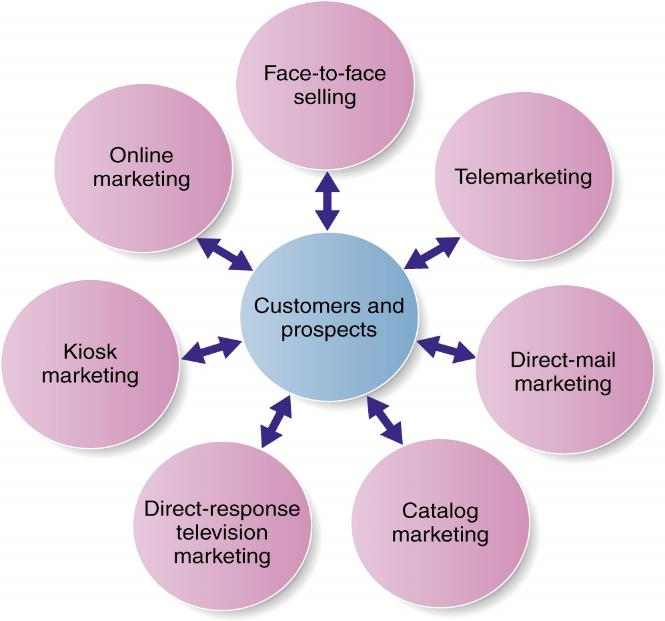 Face-to-face
selling
Telemarketing
Direct-mail
marketing
Catalog
marketing
Direct-response
television
marketing
Kiosk
marketing
Online
marketing
Customers and
prospects